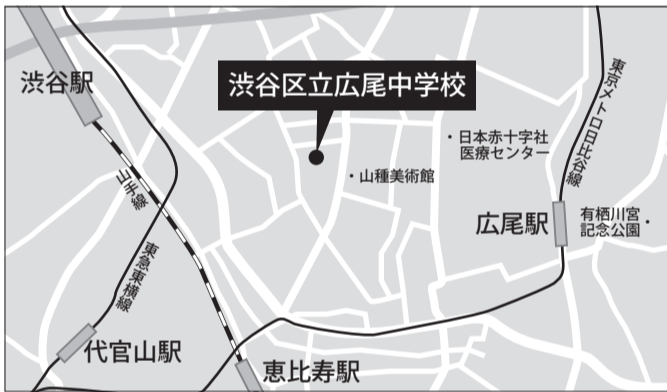 渋谷駅
渋谷区立広尾中学校
・日本赤十字社
医療センター
東京メトロ日比谷線
・山種美術館
山手線
広尾駅
有栖川宮
記念公園・
東急東横線
代官山駅
恵比寿駅